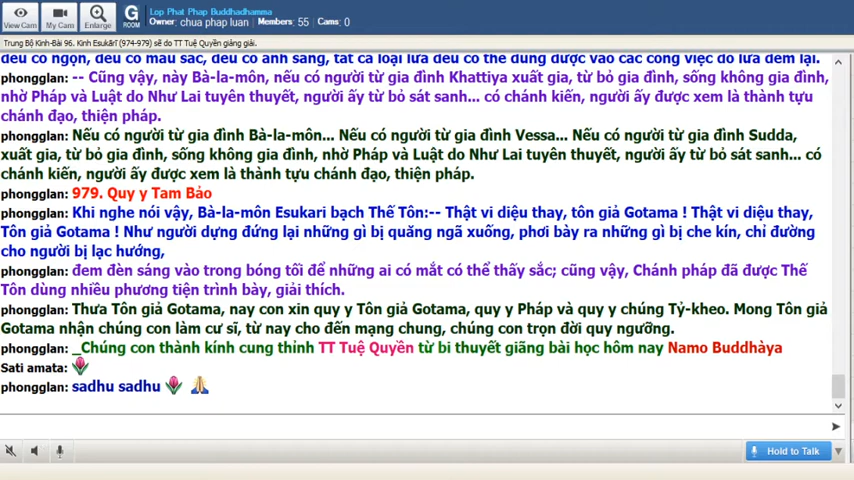 View Cam
My Cam
Enlarge
G
ROOM
Lop Phat Phap Buddhadhamma
Owner: chua phap luan Members: 55 Cams: 0
Trung Bộ Kinh-Bài 96. Kinh Esukārī (974-979) sẽ do TT Tuệ Quyền giảng giải.
đều có ngọn, đều có màu sắc, đều có ánh sáng, tất cả loại lửa đều có thể dùng được vào các công việc do lửa đem lại.
phongglan: -- Cũng vậy, này Bà-la-môn, nếu có người từ gia đình Khattiya xuất gia, từ bỏ gia đình, sống không gia đình,
nhờ Pháp và Luật do Như Lai tuyên thuyết, người ấy từ bỏ sát sanh... có chánh kiến, người ấy được xem là thành tựu
chánh đạo, thiện pháp.
phongglan: Nếu có người từ gia đình Bà-la-môn... Nếu có người từ gia đình Vessa... Nếu có người từ gia đình Sudda,
xuất gia, từ bỏ gia đình, sống không gia đình, nhờ Pháp và Luật do Như Lai tuyên thuyết, người ấy từ bỏ sát sanh... có
chánh kiến, người ấy được xem là thành tựu chánh đạo, thiện pháp.
phongglan: 979. Quy y Tam Bảo
phongglan: Khi nghe nói vậy, Bà-la-môn Esukari bạch Thế Tôn:-- Thật vi diệu thay, tôn giả Gotama ! Thật vi diệu thay,
Tôn giả Gotama ! Như người dựng đứng lại những gì bị quăng ngã xuống, phơi bày ra những gì bị che kín, chỉ đường
cho người bị lạc hướng,
phongglan: đem đèn sáng vào trong bóng tối để những ai có mắt có thể thấy sắc; cũng vậy, Chánh pháp đã được Thế
Tôn dùng nhiều phương tiện trình bày, giải thích.
phongglan: Thưa Tôn giả Gotama, nay con xin quy y Tôn giả Gotama, quy y Pháp và quy y chúng Tỷ-kheo. Mong Tôn giả
Gotama nhận chúng con làm cư sĩ, từ nay cho đến mạng chung, chúng con trọn đời quy ngưỡng.
phongglan: _Chúng con thành kính cung thỉnh TT Tuệ Quyền từ bi thuyết giãng bài học hôm nay Namo Buddhàya
Sati amata:
phongglan: sadhu sadhu
Hold to Talk